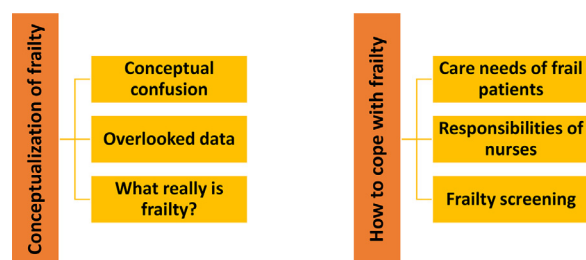 Conceptualization of frailty
Conceptual
confusion
Overlooked data
What really is
frailty?
How to cope with frailty
Care needs of frail
patients
Responsibilities of
nurses
Frailty screening